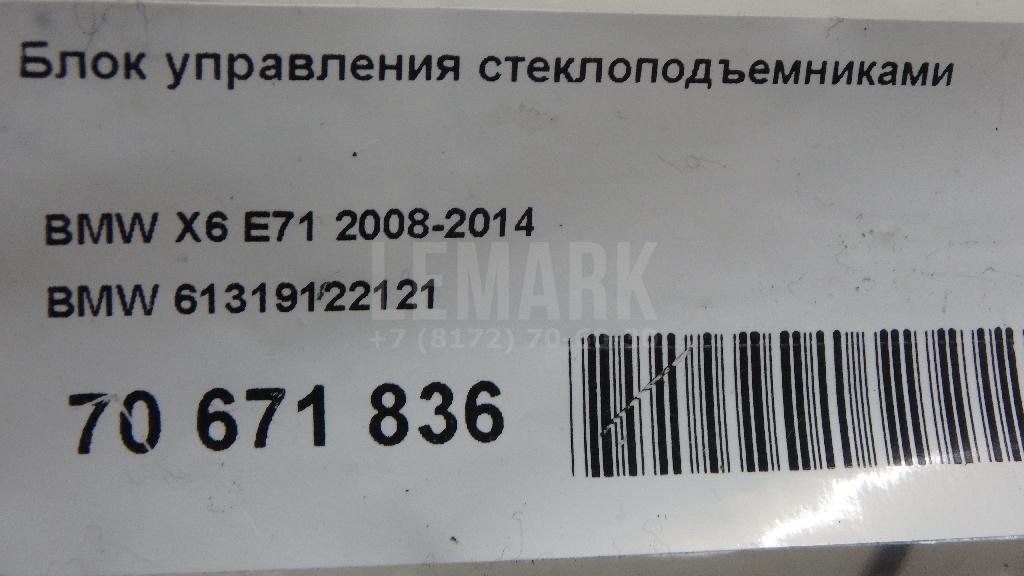 Блок управления стеклоподъемниками
BMW X6 E71 2008-2014
LEMARK
BMW 61319122121
70 671 836